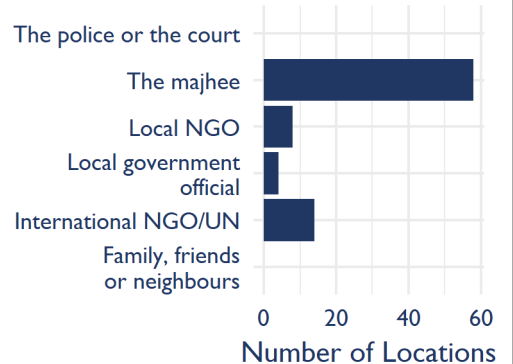 The police or the court
The majhee
Local NGO
Local government
official
International NGO/UN
Family, friends
or neighbours
0 20 40 60
Number of Locations